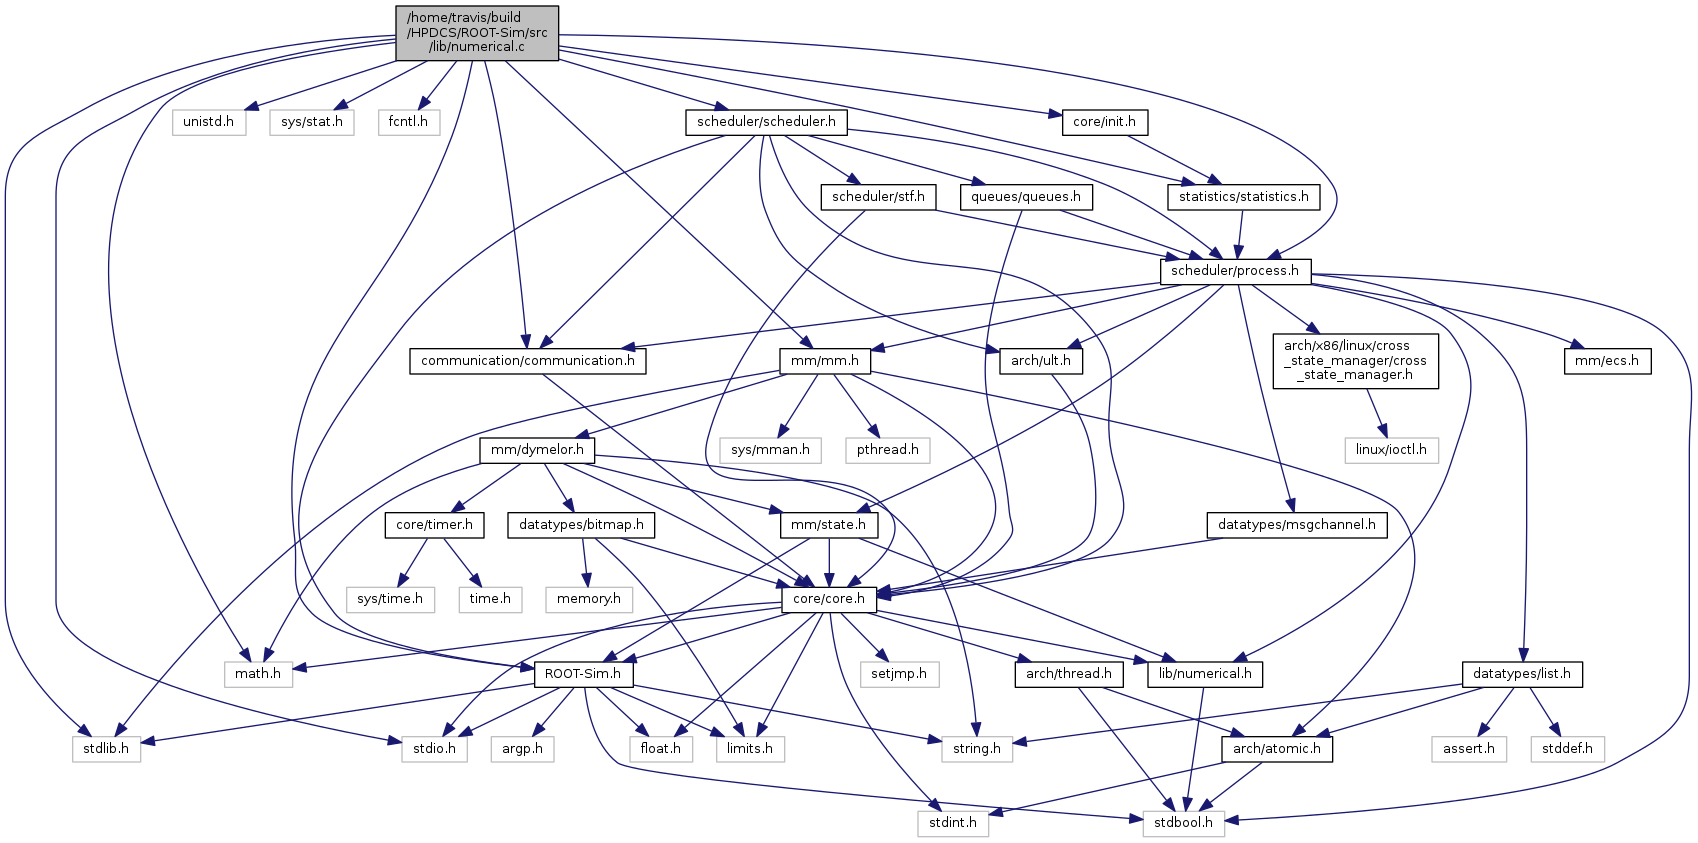 /home/travis/build
/HPDCS/ROOT-Sim/src
/lib/numerical.c
unistd.h
sys/stat.h
fcntl.h
scheduler/scheduler.h
core/init.h
scheduler/stf.h
queues/queues.h
statistics/statistics.h
scheduler/process.h
communication/communication.h
mm/mm.h
arch/ult.h
arch/x86/linux/cross
_state_manager/cross
_state_manager.h
mm/ecs.h
mm/dymelor.h
sys/mman.h
pthread.h
linux/ioctl.h
core/timer.h
datatypes/bitmap.h
mm/state.h
datatypes/msgchannel.h
sys/time.h
time.h
memory.h
core/core.h
math.h
ROOT-Sim.h
setjmp.h
arch/thread.h
lib/numerical.h
datatypes/list.h
stdlib.h
stdio.h
argp.h
float.h
limits.h
string.h
arch/atomic.h
assert.h
stddef.h
stdint.h
stdbool.h